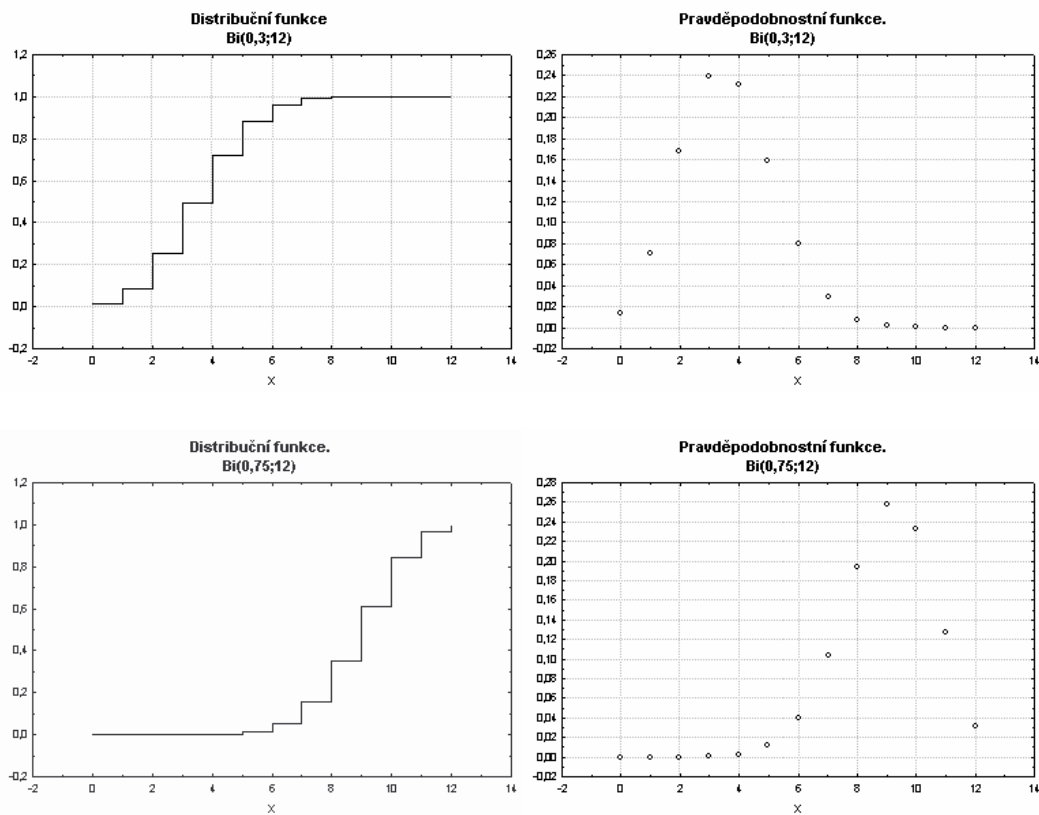 Distribuční funkce
Bi(0,3;12)
1,2
1,0
0,8
0,6
0,4
0,2
0,0
-0,2
-2 0 2 4 6 8 10 12 14
X
Pravděpodobnostní funkce.
Bi(0,3;12)
0,26
0,24
0,22
0,20
0,18
0,16
0,14
0,12
0,10
0,08
0,06
0,04
0,02
0,00
-0,02
-2 0 2 4 6 8 10 12 14
X
Distribuční funkce.
Bi(0,75;12)
1,2
1,0
0,8
0,6
0,4
0,2
0,0
-0,2
-2 0 2 4 6 8 10 12 14
X
Pravděpodobnostní funkce.
Bi(0,75;12)
0,28
0,26
0,24
0,22
0,20
0,18
0,16
0,14
0,12
0,10
0,08
0,06
0,04
0,02
0,00
-0,02
-2 0 2 4 6 8 10 12 14
X